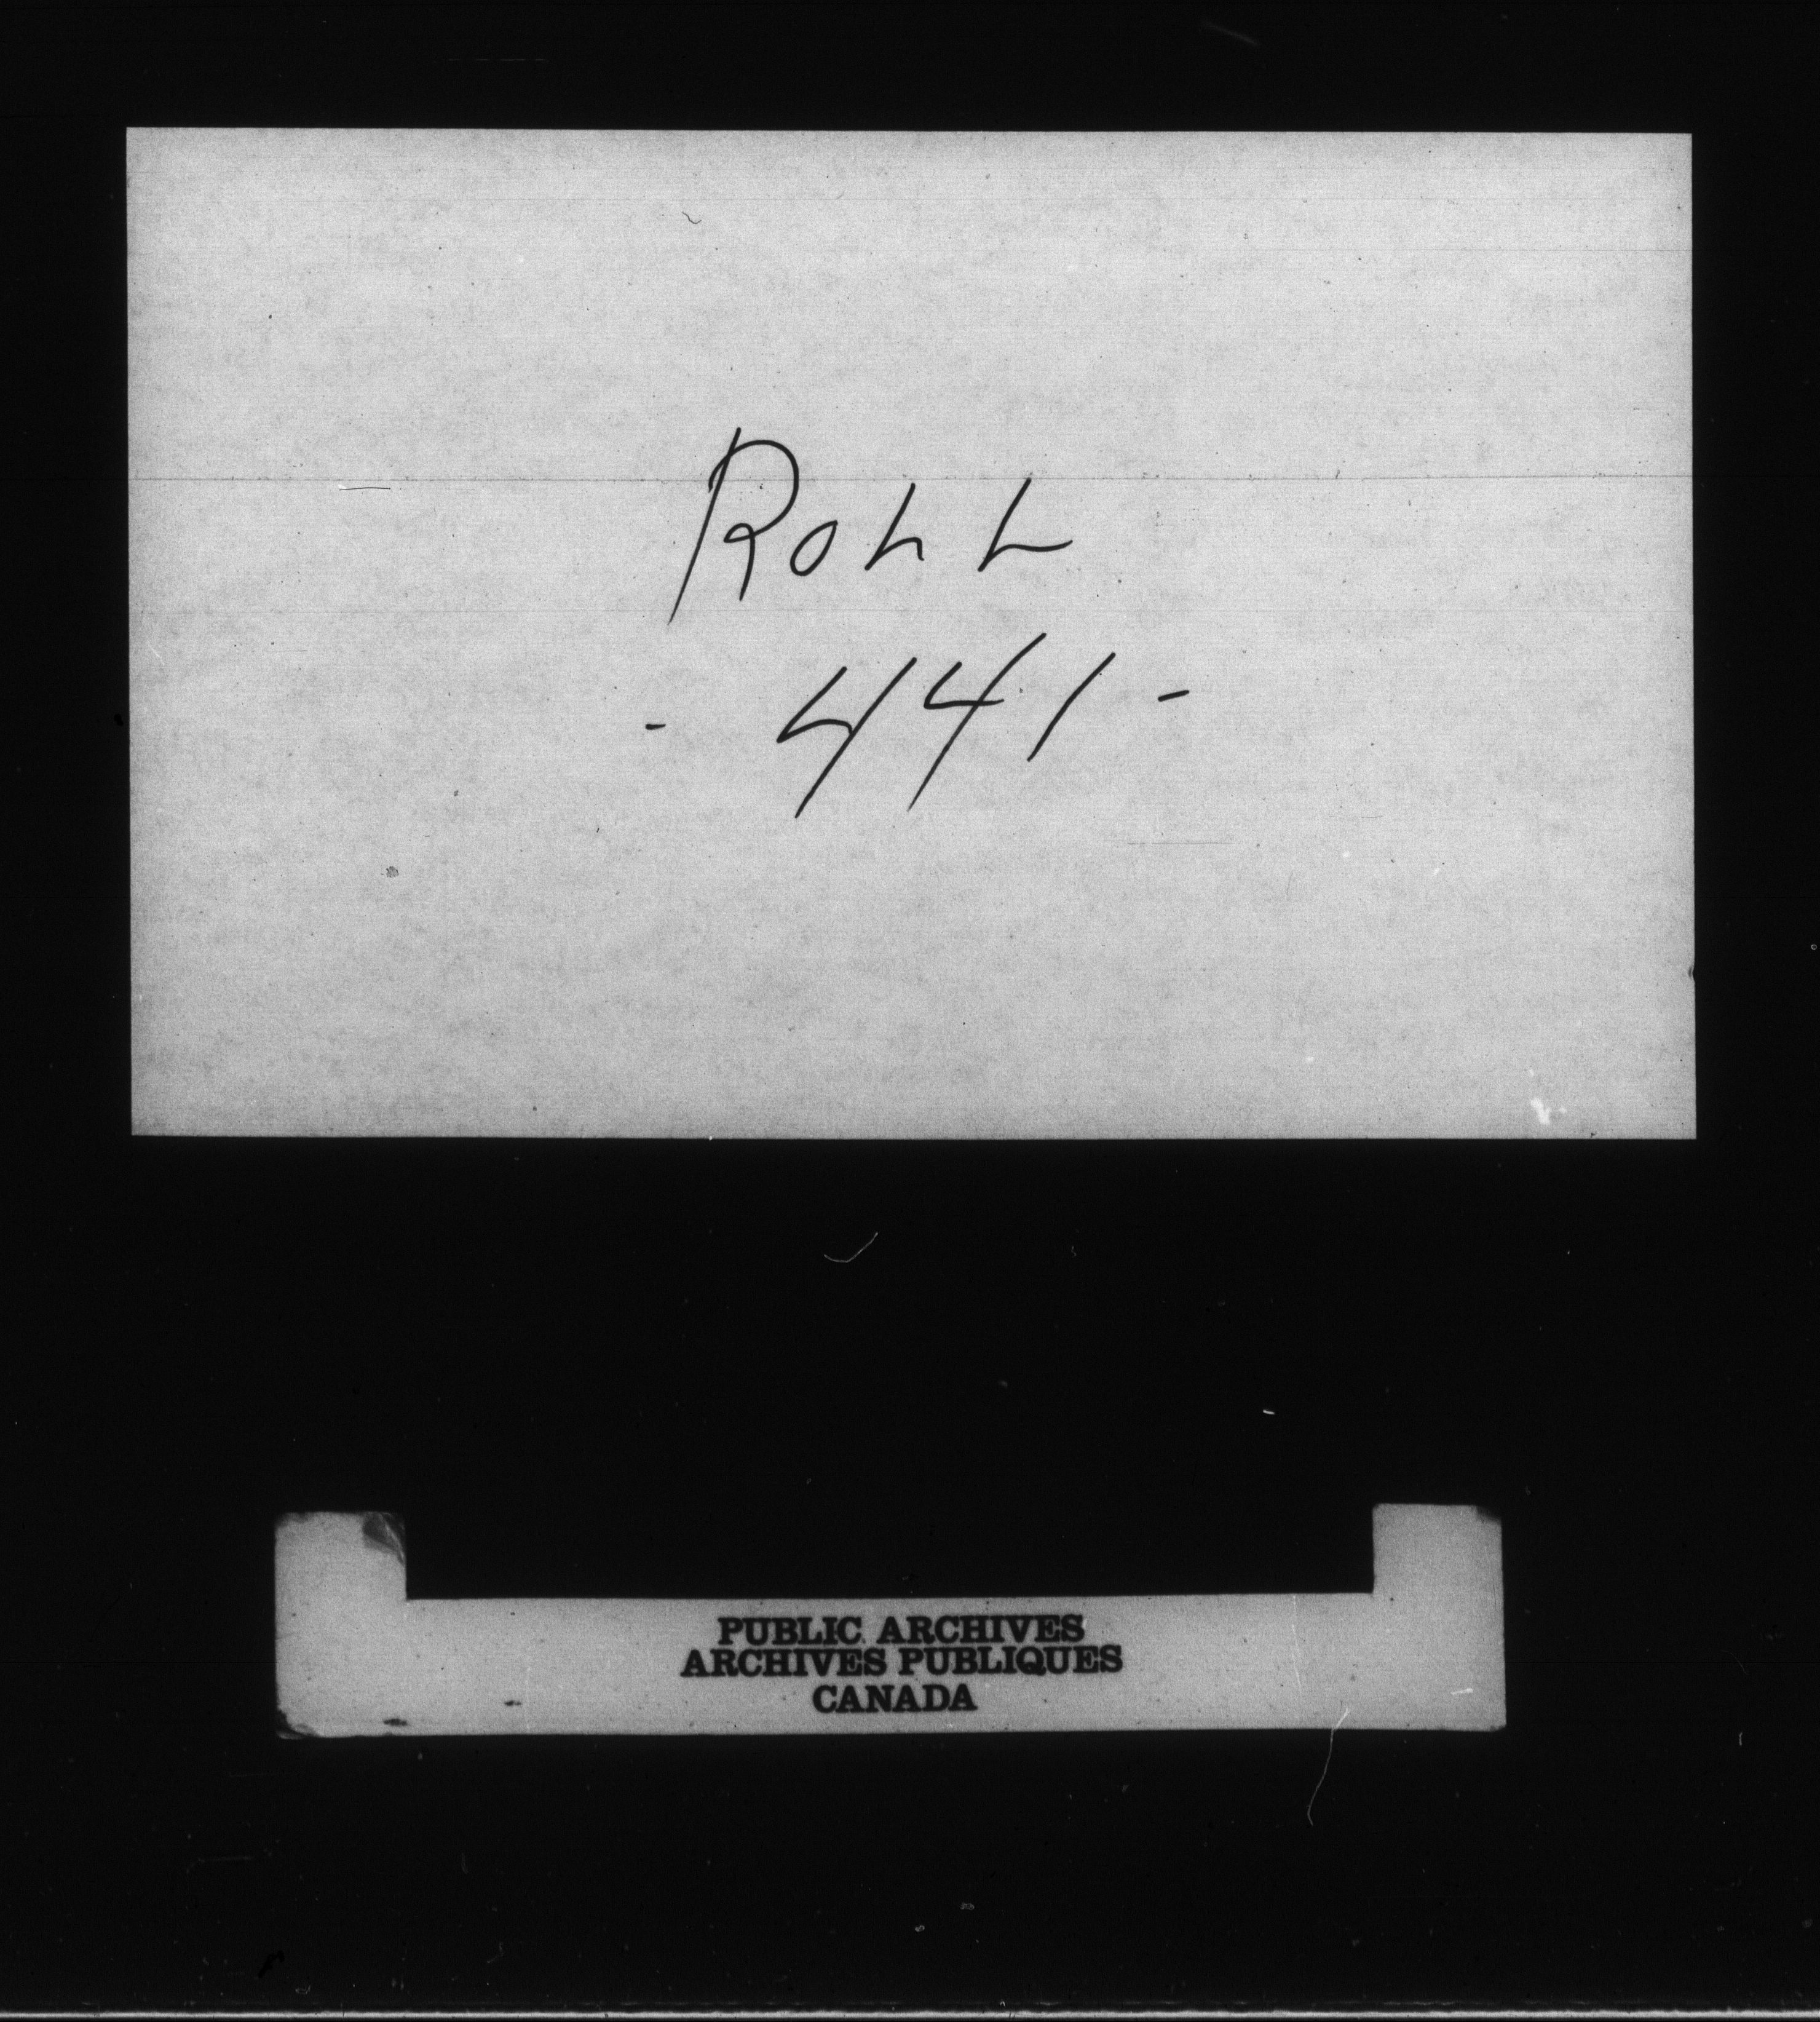 ROLL
- 441 -
PUBLIC ARCHIVES
ARCHIVES PUBLIQUES
CANADA